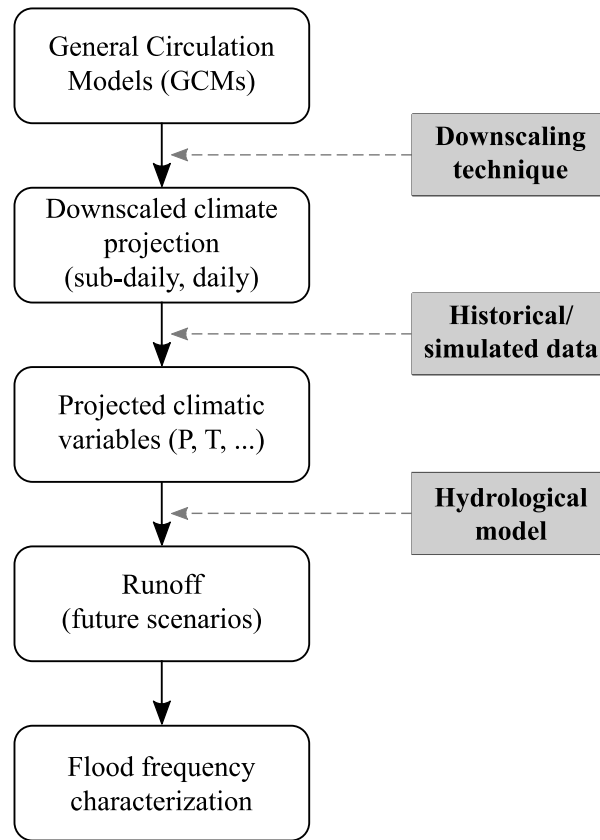 General Circulation
Models (GCMs)
Downscaling
technique
Downscaled climate
projection
(sub-daily, daily)
Historical/
simulated data
Projected climatic
variables (P, T, ...)
Hydrological
model
Runoff
(future scenarios)
Flood frequency
characterization